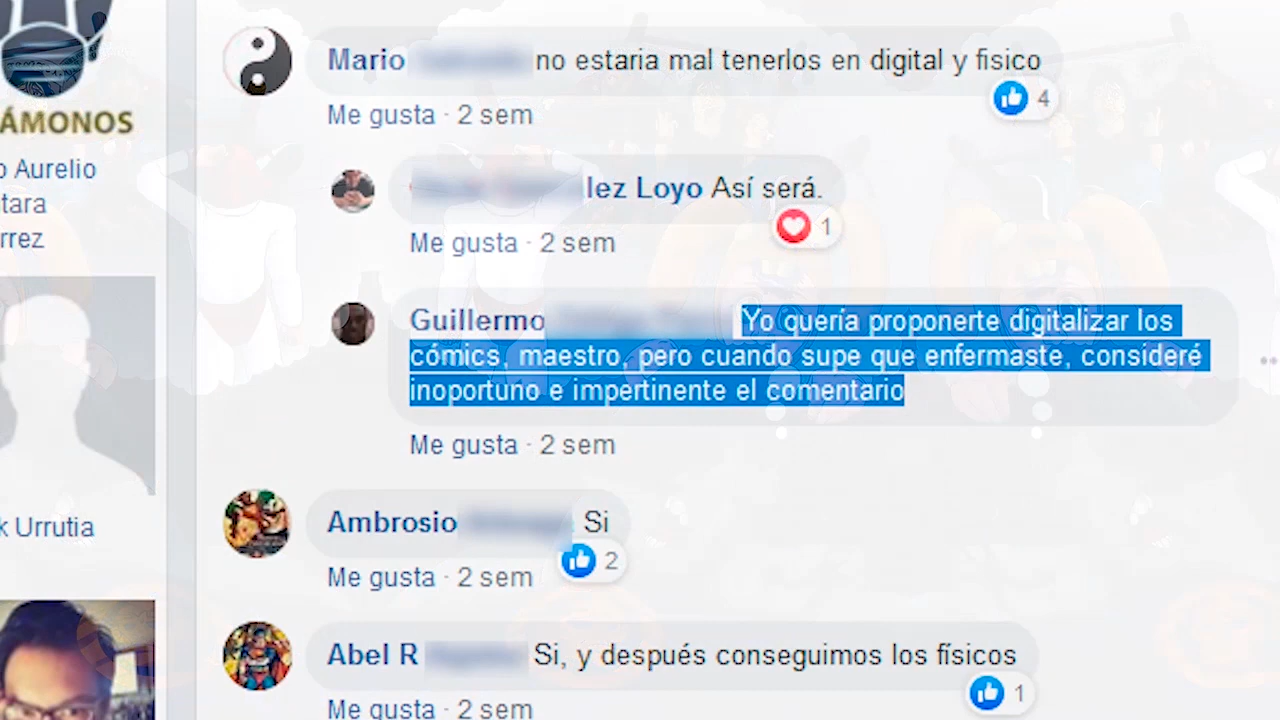 ÁMONOS
o Aurelio
tara
rrez
k Urrutia
Mario no estaria mal tenerlos en digital y fisico
4
Me gusta · 2 sem
lez Loyo Así será.
1
Me gusta · 2 sem
Guillermo Yo quería proponerte digitalizar los
cómics, maestro, pero cuando supe que enfermaste, consideré
inoportuno e impertinente el comentario
Me gusta · 2 sem
Ambrosio Si
2
Me gusta · 2 sem
Abel R Si, y después conseguimos los físicos
1
Me gusta · 2 sem